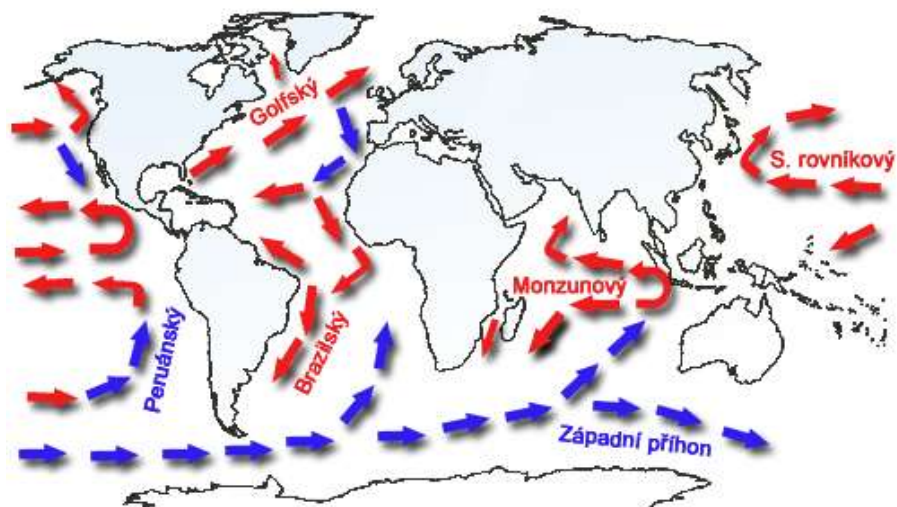 Golfský
S. rovníkový
Monzunový
Brazilský
Peruánský
Západní příhon